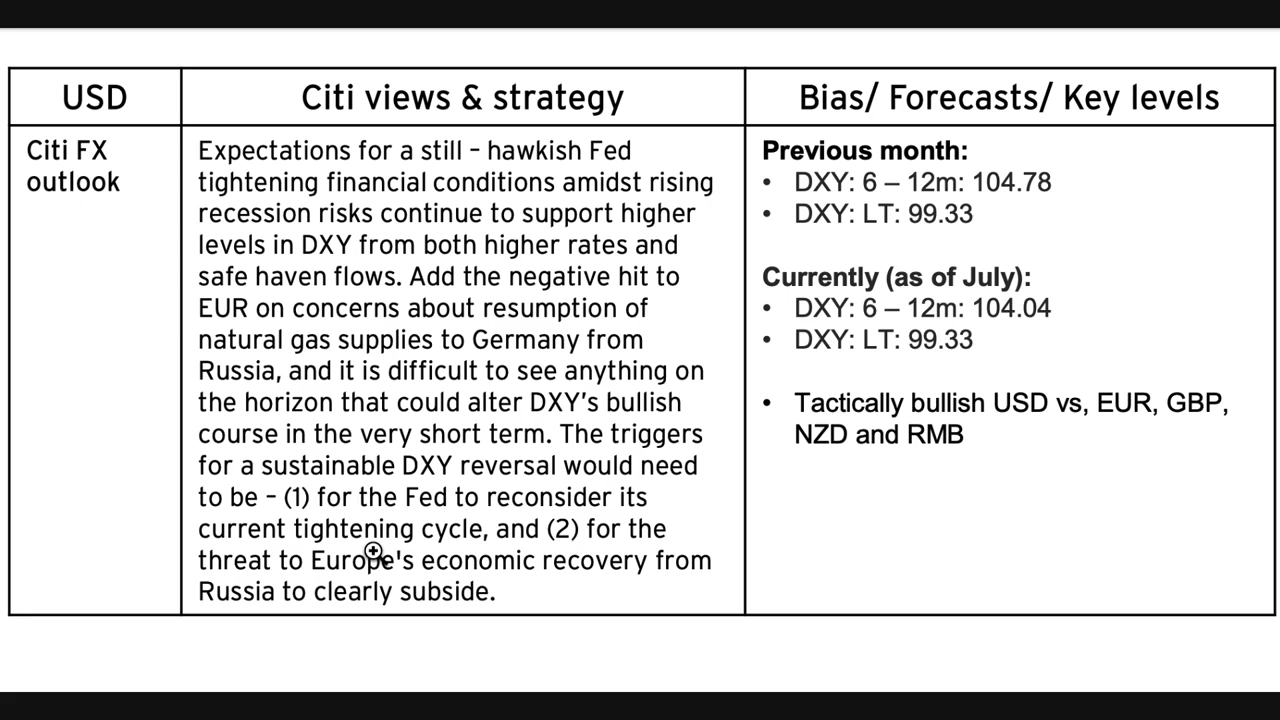 USD
Citi views & strategy
Bias/ Forecasts/ Key levels
Citi FX
outlook
Expectations for a still – hawkish Fed
tightening financial conditions amidst rising
recession risks continue to support higher
levels in DXY from both higher rates and
safe haven flows. Add the negative hit to
EUR on concerns about resumption of
natural gas supplies to Germany from
Russia, and it is difficult to see anything on
the horizon that could alter DXY’s bullish
course in the very short term. The triggers
for a sustainable DXY reversal would need
to be – (1) for the Fed to reconsider its
current tightening cycle, and (2) for the
threat to Europe's economic recovery from
Russia to clearly subside.
Previous month:
• DXY: 6 – 12m: 104.78
• DXY: LT: 99.33
Currently (as of July):
• DXY: 6 – 12m: 104.04
• DXY: LT: 99.33
• Tactically bullish USD vs, EUR, GBP,
NZD and RMB